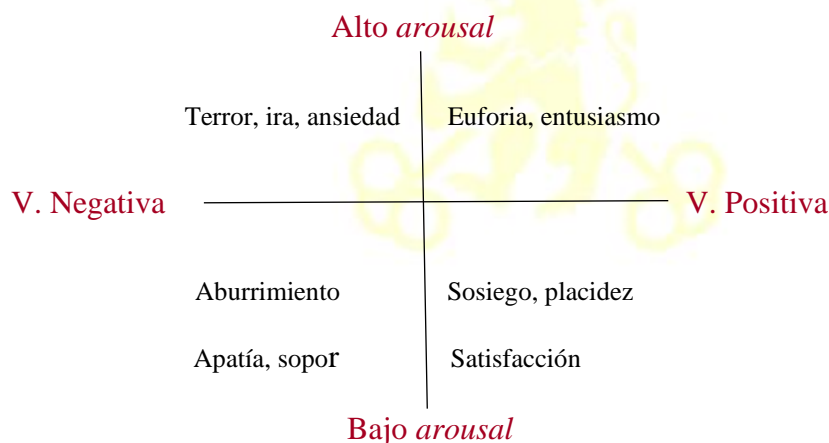 Alto arousal
Terror, ira, ansiedad
Euforia, entusiasmo
V. Negativa
V. Positiva
Aburrimiento
Sosiego, placidez
Apatía, sopor
Satisfacción
Bajo arousal